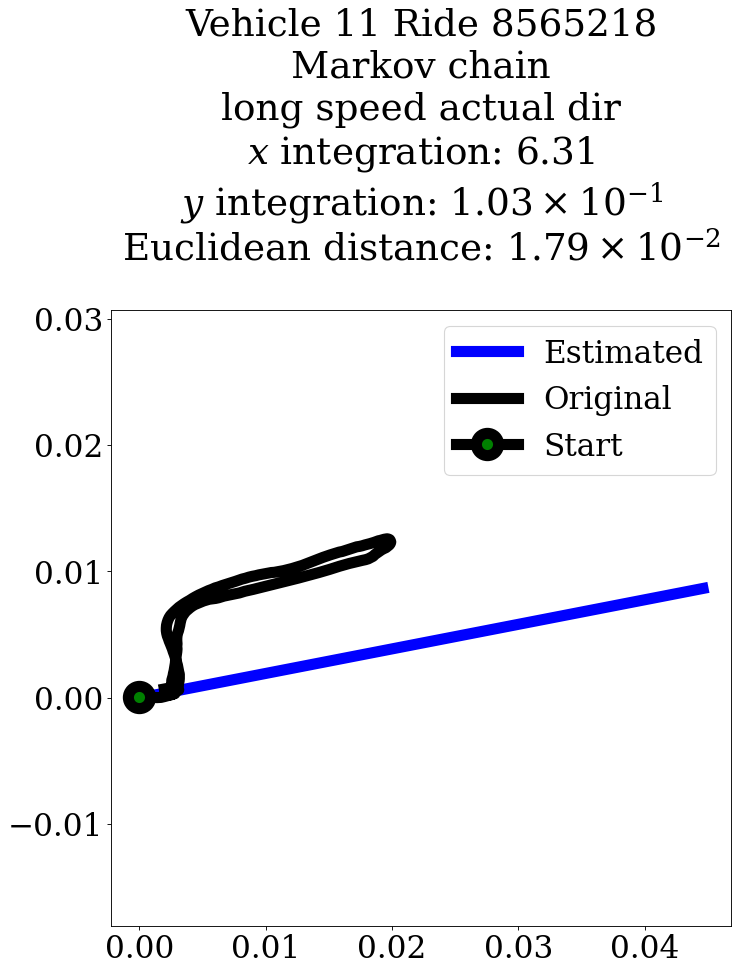 Vehicle 11 Ride 8565218
Markov chain
long speed actual dir
x integration: 6.31
y integration: 1.03 × 10⁻¹
Euclidean distance: 1.79 × 10⁻²
0.03
0.02
0.01
0.00
−0.01
Estimated
Original
Start
0.00 0.01 0.02 0.03 0.04